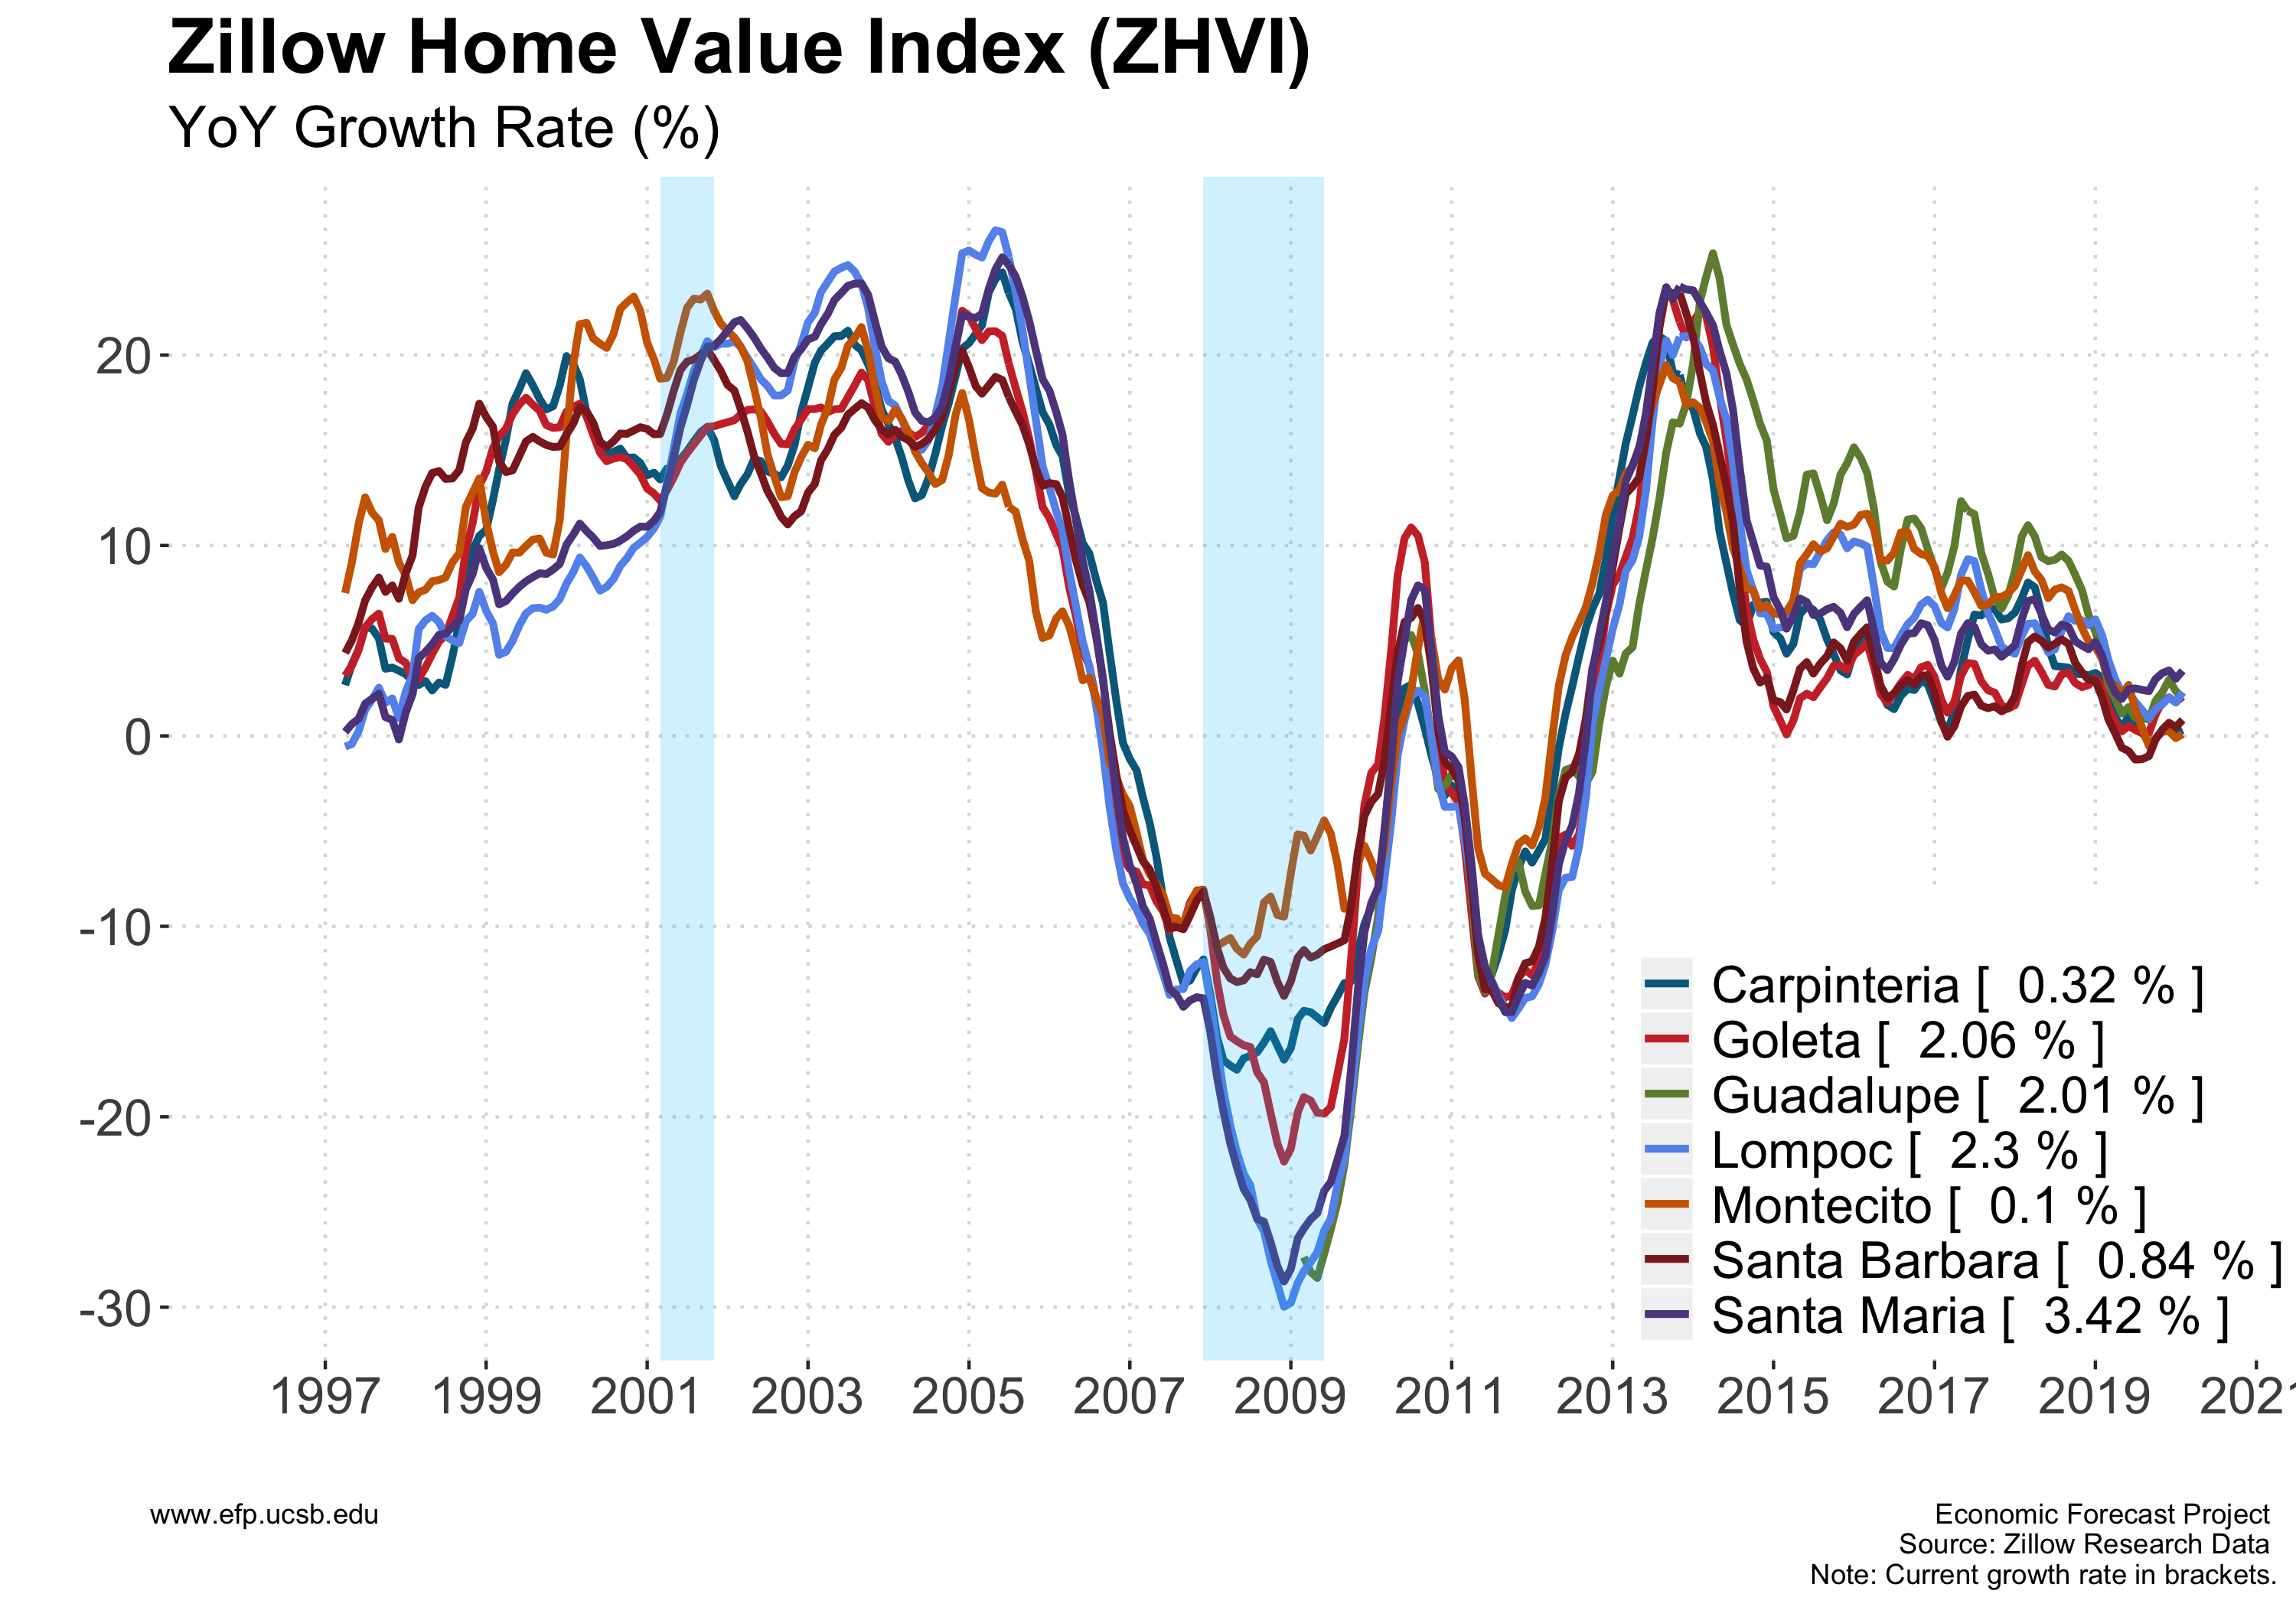 Zillow Home Value Index (ZHVI)
YoY Growth Rate (%)
20
10
0
-10
-20
-30
Carpinteria [  0.32 % ]
Goleta [  2.06 % ]
Guadalupe [  2.01 % ]
Lompoc [  2.3 % ]
Montecito [  0.1 % ]
Santa Barbara [  0.84 % ]
Santa Maria [  3.42 % ]
1997 1999 2001 2003 2005 2007 2009 2011 2013 2015 2017 2019 2021
www.efp.ucsb.edu
Economic Forecast Project
Source: Zillow Research Data
Note: Current growth rate in brackets.